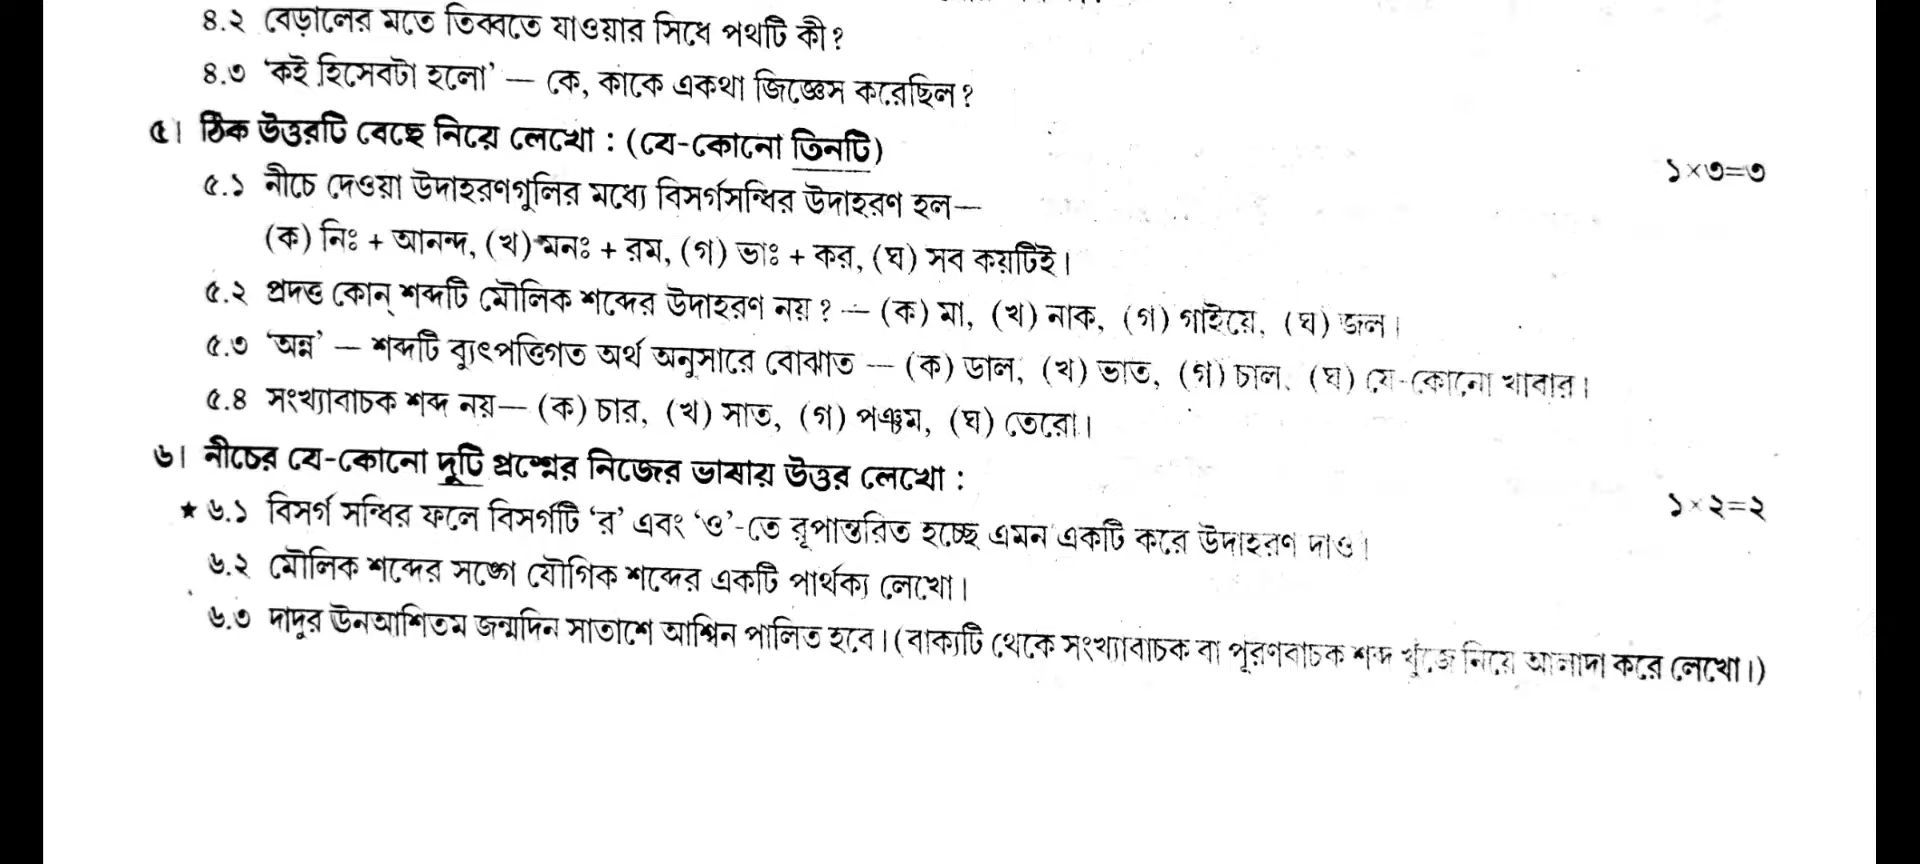 ৪.২ বেড়ালের মতে তিব্বতে যাওয়ার সিধে পথটি কী?
৪.৩ ‘কই হিসেবটা হলো’ — কে, কাকে একথা জিজ্ঞেস করেছিল?
৫। ঠিক উত্তরটি বেছে নিয়ে লেখো : (যে-কোনো তিনটি)
১×৩=৩
৫.১ নীচে দেওয়া উদাহরণগুলির মধ্যে বিসর্গসন্ধির উদাহরণ হল—
(ক) নিঃ + আনন্দ, (খ) মনঃ + রম, (গ) ভাঃ + কর, (ঘ) সব কয়টিই।
৫.২ প্রদত্ত কোন্ শব্দটি মৌলিক শব্দের উদাহরণ নয়? — (ক) মা, (খ) নাক, (গ) গাইয়ে, (ঘ) জল।
৫.৩ ‘অন্ন’ — শব্দটি ব্যুৎপত্তিগত অর্থ অনুসারে বোঝাত — (ক) ডাল, (খ) ভাত, (গ) চাল, (ঘ) যে-কোনো খাবার।
৫.৪ সংখ্যাবাচক শব্দ নয়— (ক) চার, (খ) সাত, (গ) পঞ্চম, (ঘ) তেরো।
৬। নীচের যে-কোনো দুটি প্রশ্নের নিজের ভাষায় উত্তর লেখো :
১×২=২
★ ৬.১ বিসর্গ সন্ধির ফলে বিসর্গটি ‘র’ এবং ‘ও’-তে রূপান্তরিত হচ্ছে এমন একটি করে উদাহরণ দাও।
৬.২ মৌলিক শব্দের সঙ্গে যৌগিক শব্দের একটি পার্থক্য লেখো।
৬.৩ দাদুর ঊনআশিতম জন্মদিন সাতাশে আশ্বিন পালিত হবে। (বাক্যটি থেকে সংখ্যাবাচক বা পূরণবাচক শব্দ খুঁজে নিয়ে আলাদা করে লেখো।)